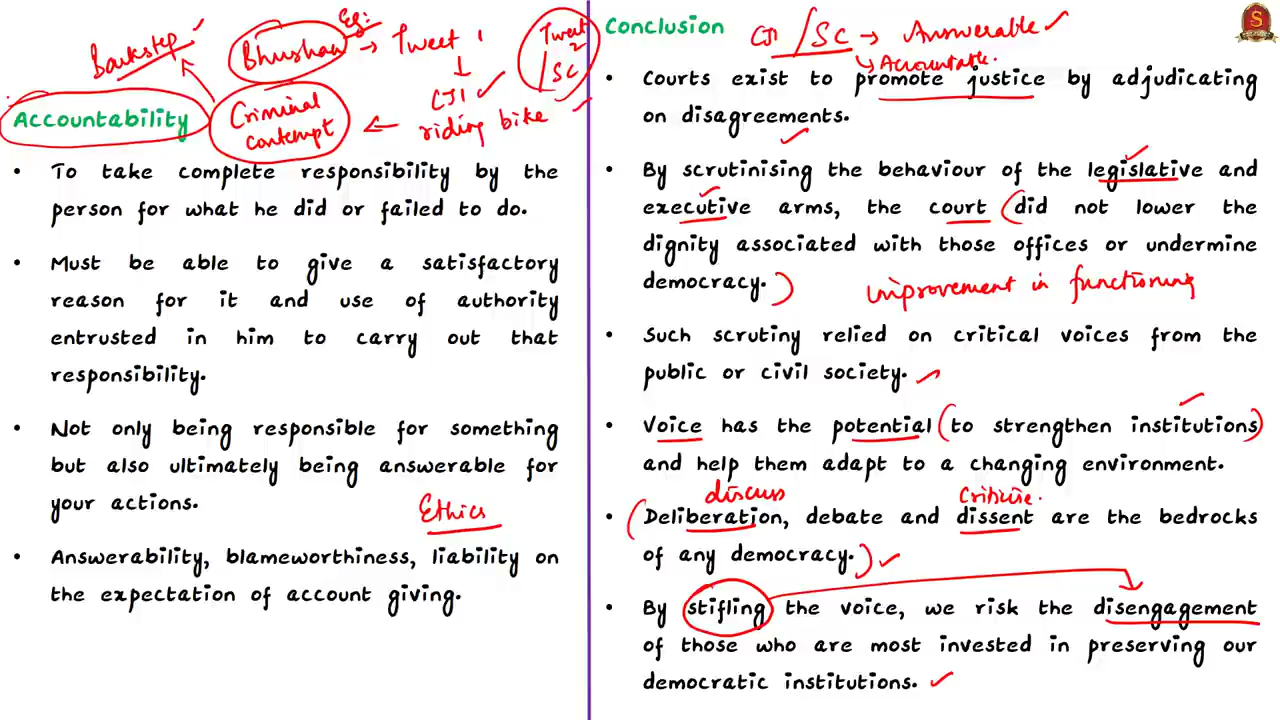 Backstep
Bhushan
Eg:
→ Tweet 1
Tweet
2
/SC
↓
CJI
riding bike
←
Criminal
contempt
Accountability
• To take complete responsibility by the
person for what he did or failed to do.
• Must be able to give a satisfactory
reason for it and use of authority
entrusted in him to carry out that
responsibility.
• Not only being responsible for something
but also ultimately being answerable for
your actions.
Ethics
• Answerability, blameworthiness, liability on
the expectation of account giving.
Conclusion
CJI /SC → Answerable
Accountable.
• Courts exist to promote justice by adjudicating
on disagreements.
• By scrutinising the behaviour of the legislative and
executive arms, the court (did not lower the
dignity associated with those offices or undermine
democracy.)
improvement in functioning
• Such scrutiny relied on critical voices from the
public or civil society.
• Voice has the potential (to strengthen institutions)
and help them adapt to a changing environment.
discuss
Criticise.
• (Deliberation, debate and dissent are the bedrocks
of any democracy.)
• By stifling the voice, we risk the disengagement
of those who are most invested in preserving our
democratic institutions.
S